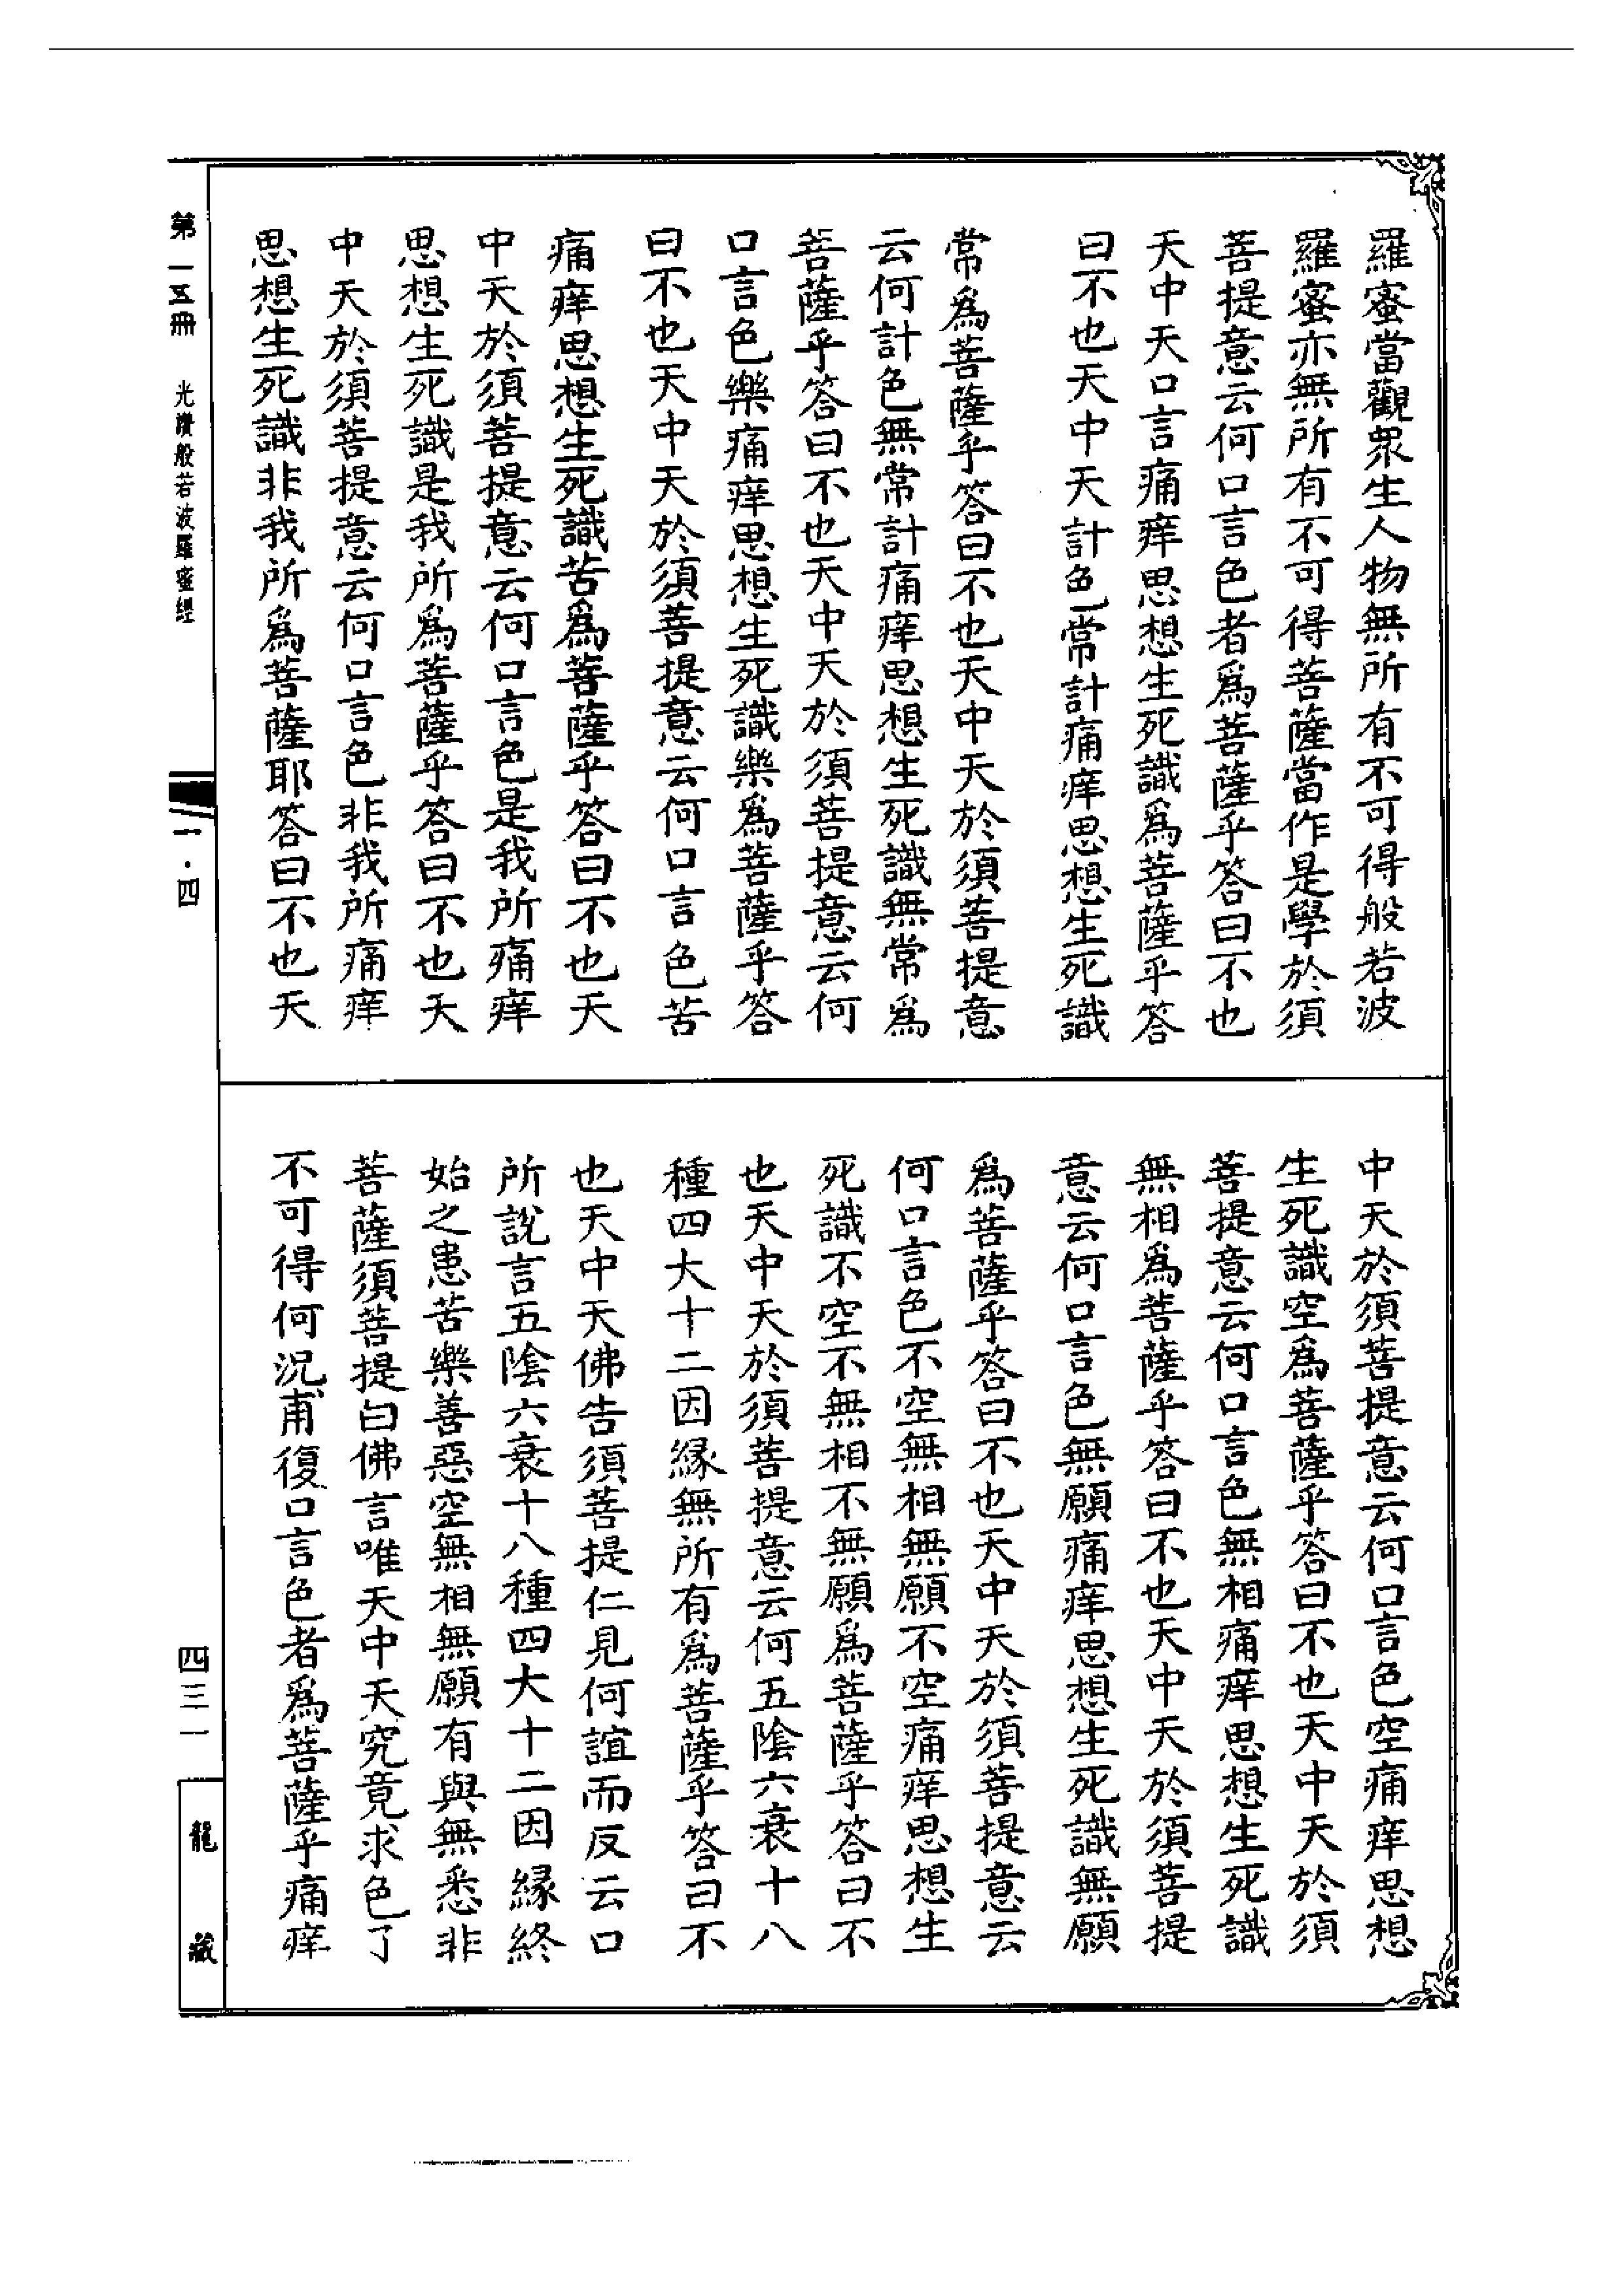 羅蜜當觀眾生人物無所有不可得般若波
羅蜜亦無所有不可得菩薩當作是學於須
菩提意云何口言色者爲菩薩乎答曰不也
天中天口言痛痒思想生死識爲菩薩乎答
曰不也天中天計色常計痛痒思想生死識
常爲菩薩乎答曰不也天中天於須菩提意
云何計色無常計痛痒思想生死識無常爲
菩薩乎答曰不也天中天於須菩提意云何
口言色樂痛痒思想生死識樂爲菩薩乎答
曰不也天中天於須菩提意云何口言色苦
痛痒思想生死識苦爲菩薩乎答曰不也天
中天於須菩提意云何口言色是我所痛痒
思想生死識是我所爲菩薩乎答曰不也天
中天於須菩提意云何口言色非我所痛痒
思想生死識非我所爲菩薩耶答曰不也天
中天於須菩提意云何口言色空痛痒思想
生死識空爲菩薩乎答曰不也天中天於須
菩提意云何口言色無相痛痒思想生死識
無相爲菩薩乎答曰不也天中天於須菩提
意云何口言色無願痛痒思想生死識無願
爲菩薩乎答曰不也天中天於須菩提意云
何口言色不空無相無願不空痛痒思想生
死識不空不無相不無願爲菩薩乎答曰不
也天中天於須菩提意云何五陰六衰十八
種四大十二因緣無所有爲菩薩乎答曰不
也天中天佛告須菩提仁見何誼而反云口
所說言五陰六衰十八種四大十二因緣終
始之患苦樂善惡空無相無願有與無悉非
菩薩須菩提白佛言唯天中天究竟求色了
不可得何況甫復口言色者爲菩薩乎痛痒
第一五冊 光讚般若波羅蜜經
一·四
四三一
龍藏